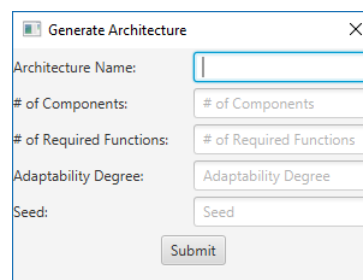 Generate Architecture
Architecture Name:
# of Components: # of Components
# of Required Functions: # of Required Functions
Adaptability Degree: Adaptability Degree
Seed: Seed
Submit